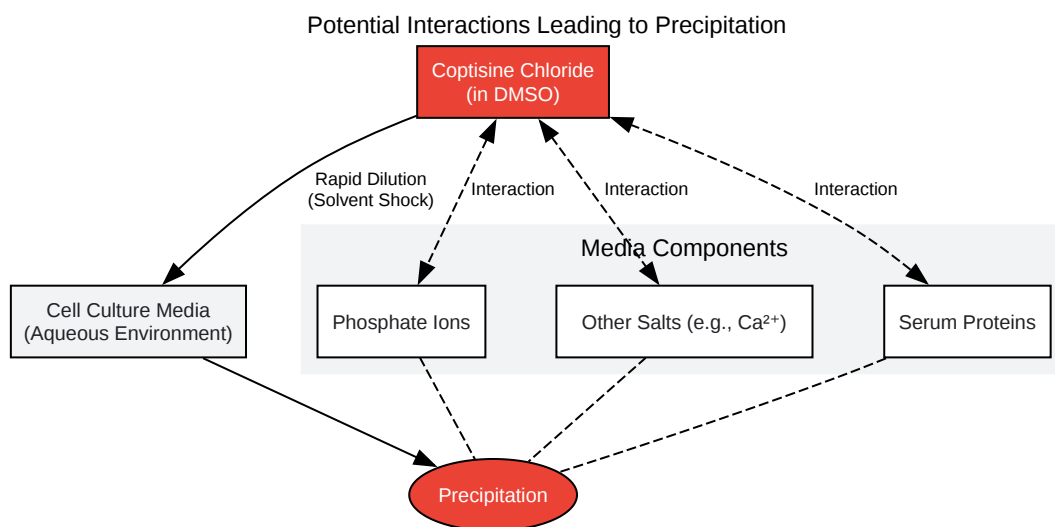 Potential Interactions Leading to Precipitation
Coptisine Chloride
(in DMSO)
Rapid Dilution
(Solvent Shock)
Interaction
Interaction
Interaction
Media Components
Cell Culture Media
(Aqueous Environment)
Phosphate Ions
Other Salts (e.g., Ca²⁺)
Serum Proteins
Precipitation